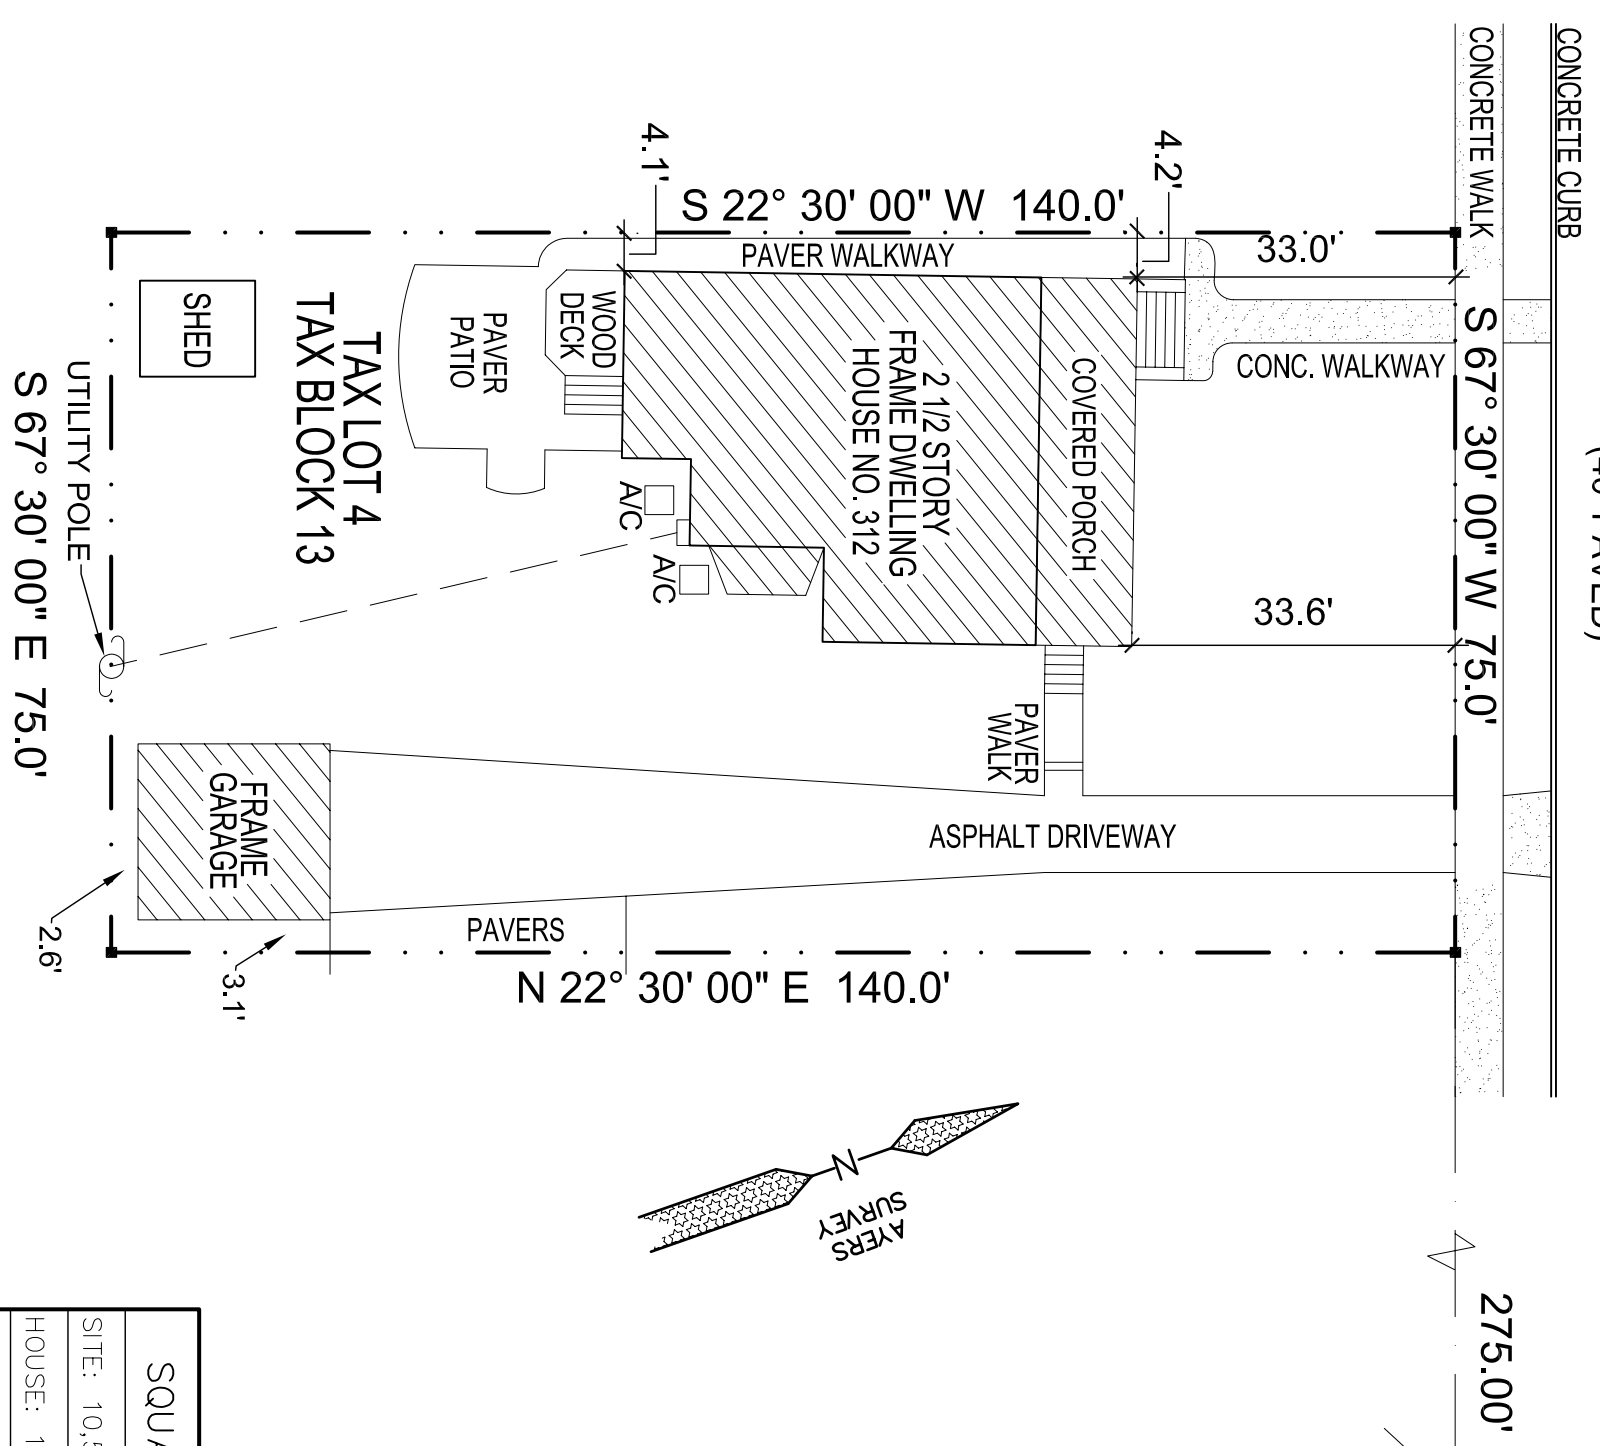 CONCRETE CURB
CONCRETE WALK
S 67° 30' 00" W 75.0'
275.00'
33.0'
CONC. WALKWAY
33.6'
4.2'
4.1'
S 22° 30' 00" W 140.0'
PAVER WALKWAY
COVERED PORCH
2 1/2 STORY
FRAME DWELLING
HOUSE NO. 312
WOOD
DECK
PAVER
PATIO
A/C
A/C
PAVER
WALK
ASPHALT DRIVEWAY
PAVERS
N 22° 30' 00" E 140.0'
TAX LOT 4
TAX BLOCK 13
SHED
UTILITY POLE
S 67° 30' 00" E 75.0'
FRAME
GARAGE
2.6'
3.1'
N
AYERS
SURVEY
SITE: 10,5
HOUSE: 1